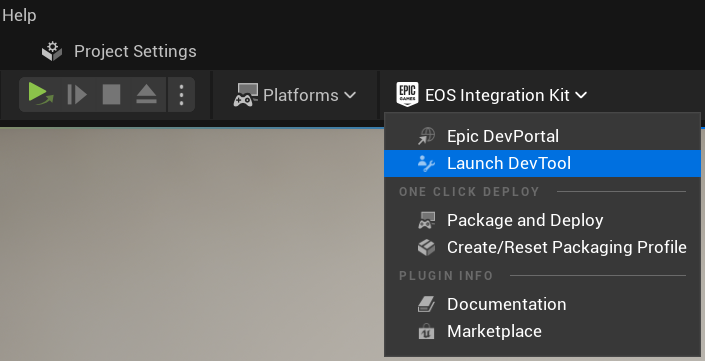 Help
Project Settings
Platforms
EPIC
GAMES
EOS Integration Kit
Epic DevPortal
Launch DevTool
ONE CLICK DEPLOY
Package and Deploy
Create/Reset Packaging Profile
PLUGIN INFO
Documentation
Marketplace